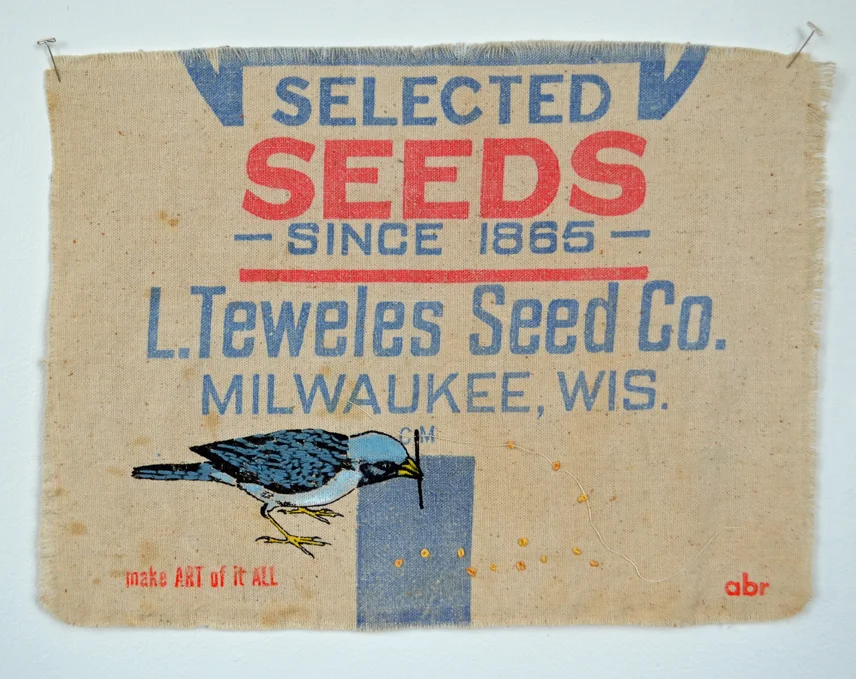 SELECTED
SEEDS
— SINCE 1865 —
L. Teweles Seed Co.
MILWAUKEE, WIS.
C M
make ART of it ALL
abr